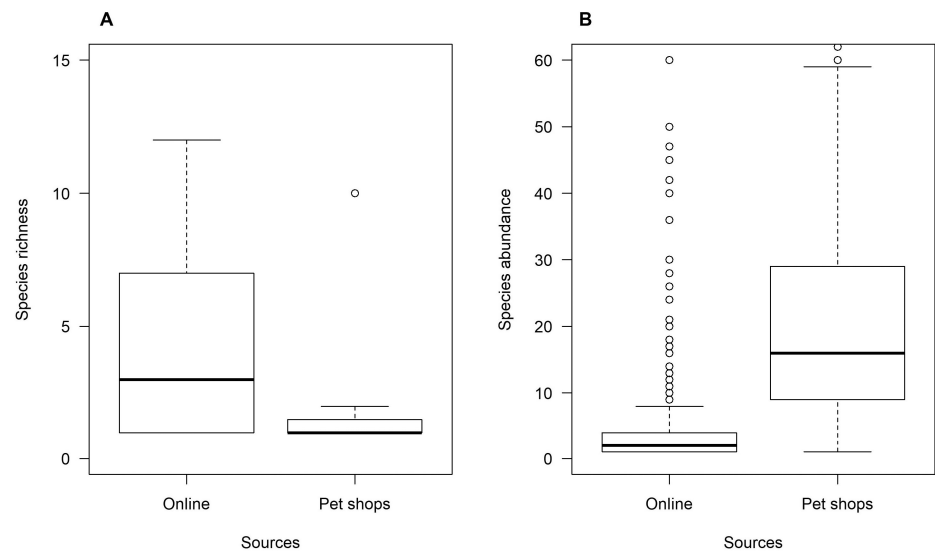 A
Species richness
15
10
5
0
Online
Pet shops
Sources
B
Species abundance
60
50
40
30
20
10
0
Online
Pet shops
Sources